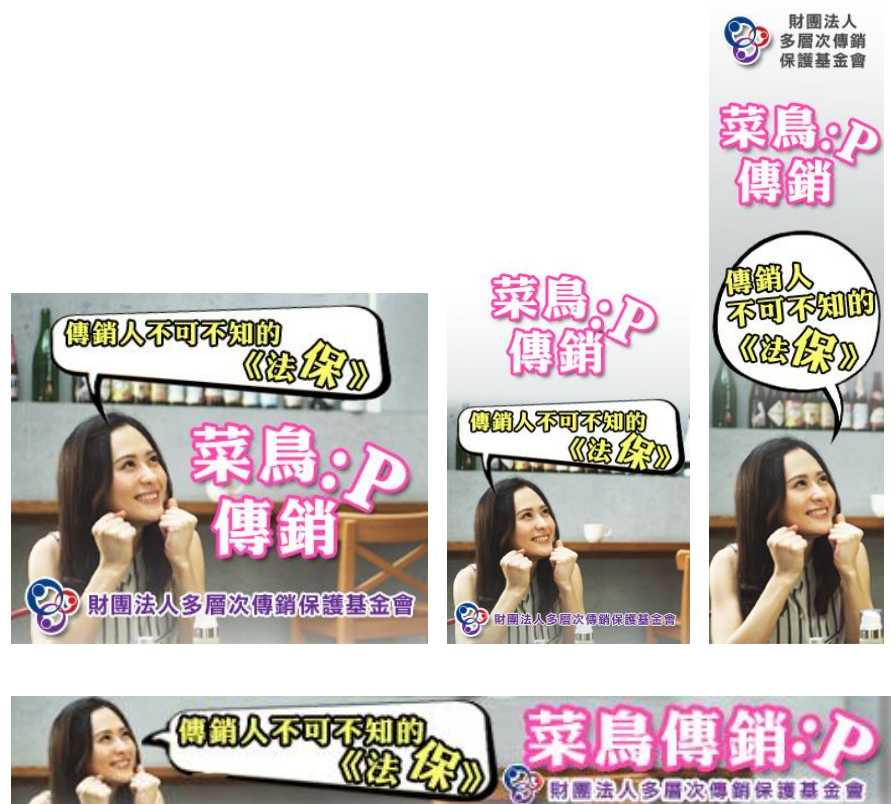 傳銷人不可不知的
《法保》
菜鳥:P
傳銷
財團法人多層次傳銷保護基金會
菜鳥:P
傳銷
傳銷人不可不知的
《法保》
財團法人多層次傳銷保護基金會
財團法人
多層次傳銷
保護基金會
菜鳥:P
傳銷
傳銷人
不可不知的
《法保》
傳銷人不可不知的
《法保》
菜鳥傳銷:P
財團法人多層次傳銷保護基金會